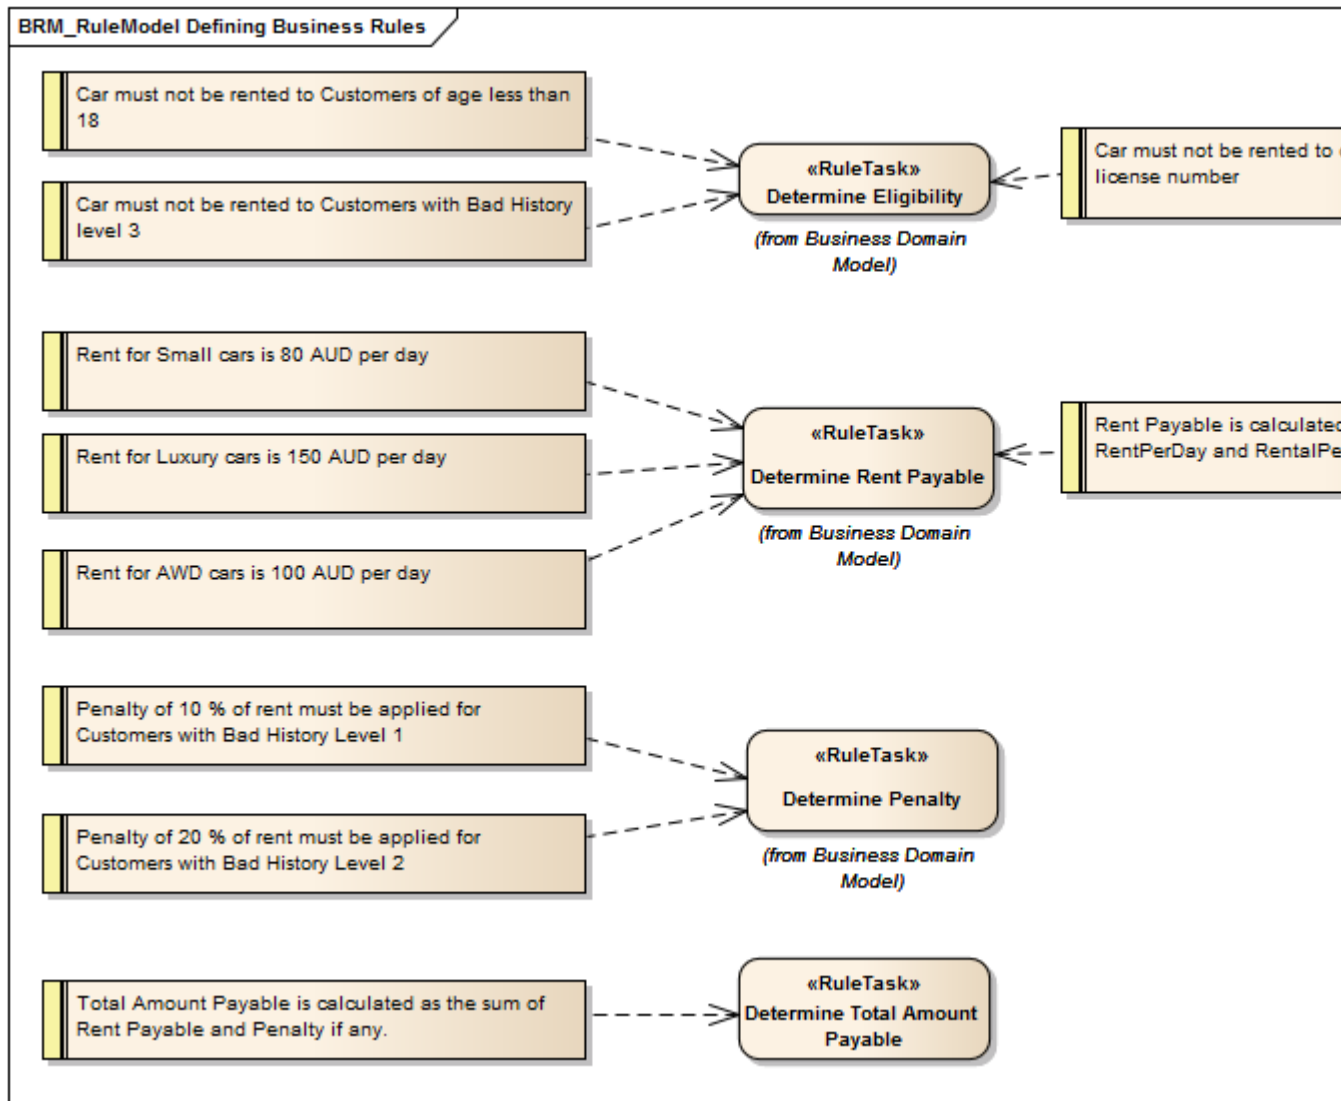 BRM_RuleModel Defining Business Rules
Car must not be rented to Customers of age less than
18
Car must not be rented to Customers with Bad History
level 3
«RuleTask»
Determine Eligibility
(from Business Domain
Model)
Car must not be rented to
license number
Rent for Small cars is 80 AUD per day
Rent for Luxury cars is 150 AUD per day
Rent for AWD cars is 100 AUD per day
«RuleTask»
Determine Rent Payable
(from Business Domain
Model)
Rent Payable is calculated
RentPerDay and RentalPe
Penalty of 10 % of rent must be applied for
Customers with Bad History Level 1
Penalty of 20 % of rent must be applied for
Customers with Bad History Level 2
«RuleTask»
Determine Penalty
(from Business Domain
Model)
Total Amount Payable is calculated as the sum of
Rent Payable and Penalty if any.
«RuleTask»
Determine Total Amount
Payable